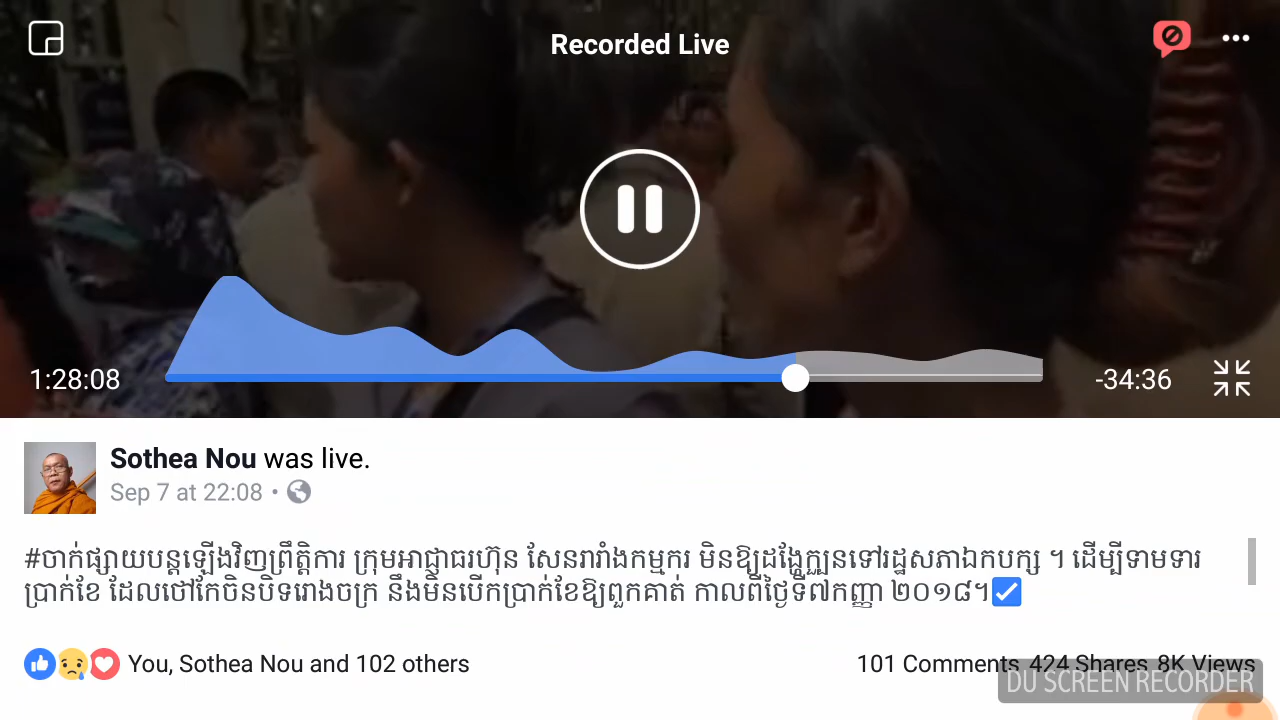 Recorded Live
1:28:08
-34:36
Sothea Nou was live.
Sep 7 at 22:08 •
#ចាក់ផ្សាយបន្តឡើងវិញព្រឹត្តិការ ក្រុមអាជ្ញាធរហ៊ុន សែនរារាំងកម្មករ មិនឱ្យដង្ហែក្បួនទៅរដ្ឋសភាឯកបក្ស ។ ដើម្បីទាមទារ
ប្រាក់ខែ ដែលថៅកែចិនបិទរោងចក្រ នឹងមិនបើកប្រាក់ខែឱ្យពួកគាត់ កាលពីថ្ងៃទី៧កញ្ញា ២០១៨។
You, Sothea Nou and 102 others
101 Comments 424 Shares 8K Views
DU SCREEN RECORDER